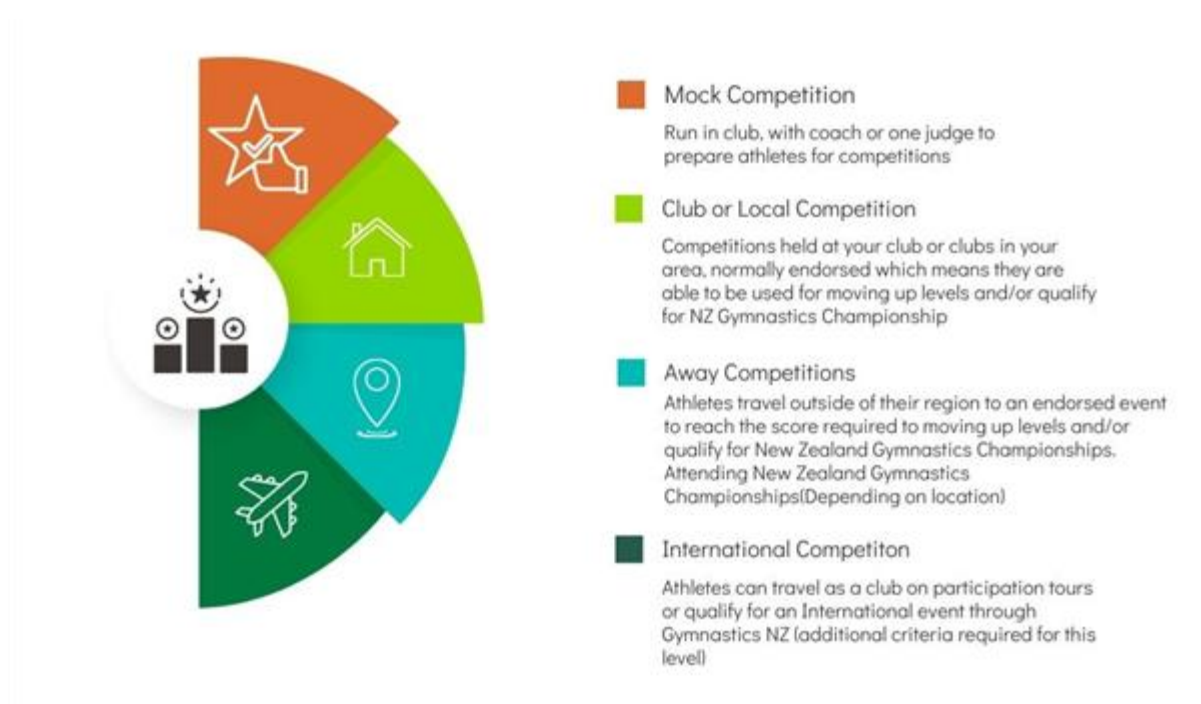 Mock Competition
Run in club, with coach or one judge to
prepare athletes for competitions
Club or Local Competition
Competitions held at your club or clubs in your
area, normally endorsed which means they are
able to be used for moving up levels and/or qualify
for NZ Gymnastics Championship
Away Competitions
Athletes travel outside of their region to an endorsed event
to reach the score required to moving up levels and/or
qualify for New Zealand Gymnastics Championships.
Attending New Zealand Gymnastics
Championships(Depending on location)
International Competiton
Athletes can travel as a club on participation tours
or qualify for an International event through
Gymnastics NZ (additional criteria required for this
level)